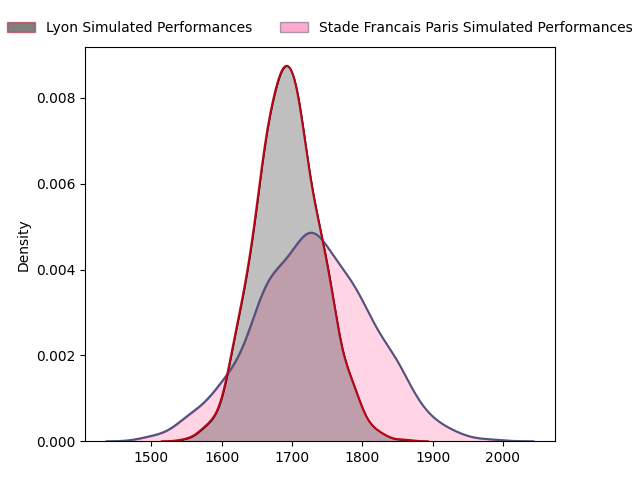 Lyon Simulated Performances
Stade Francais Paris Simulated Performances
Density
0.008
0.006
0.004
0.002
0.000
1500 1600 1700 1800 1900 2000